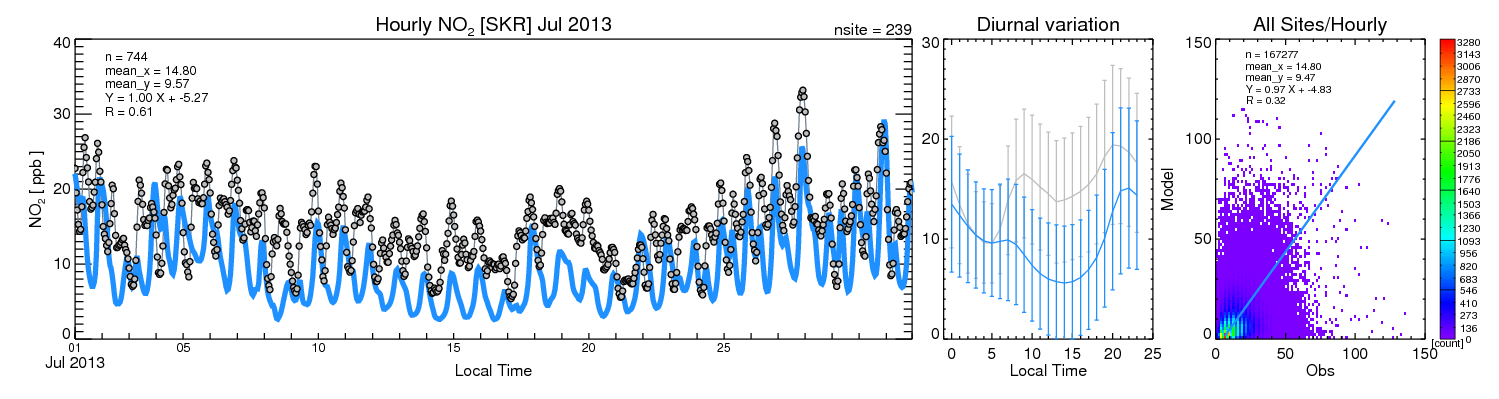 Hourly NO2 [SKR] Jul 2013
nsite = 239
n = 744
mean_x = 14.80
mean_y = 9.57
Y = 1.00 X + -5.27
R = 0.61
NO2 [ ppb ]
40
30
20
10
0
01 05 10 15 20 25
Jul 2013
Local Time
Diurnal variation
30
20
10
0
0 5 10 15 20 25
Local Time
All Sites/Hourly
n = 167277
mean_x = 14.80
mean_y = 9.47
Y = 0.97 X + -4.83
R = 0.32
Model
150
100
50
0
0 50 100 150
Obs
3280
3143
3006
2870
2733
2596
2460
2323
2186
2050
1913
1776
1640
1503
1366
1230
1093
956
820
683
546
410
273
136
0
[count]